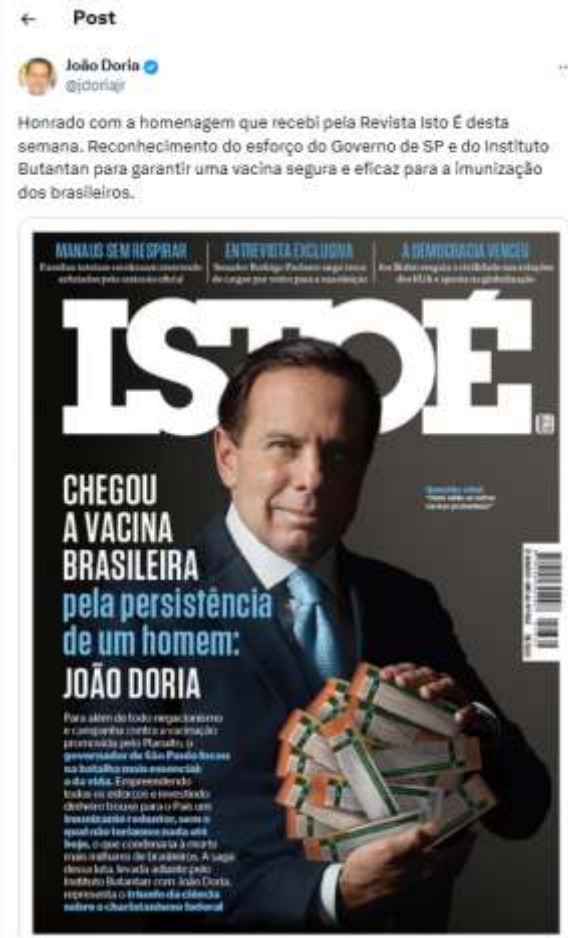 Post
João Doria
@jdoriajr
Honrado com a homenagem que recebi pela Revista Isto É desta
semana. Reconhecimento do esforço do Governo de SP e do Instituto
Butantan para garantir uma vacina segura e eficaz para a imunização
dos brasileiros.
MANAUS SEM RESPIRAR
ENTREVISTA EXCLUSIVA
A DEMOCRACIA VENCEU
ISTOÉ
CHEGOU
A VACINA
BRASILEIRA
pela persistência
de um homem:
JOÃO DORIA
Para além de todo negacionismo
e campanha contra a vacinação
promovida pelo Planalto, o
governador de São Paulo focou
na batalha mais essencial:
a da vida. Empreendendo
todos os esforços e investindo
dinheiro trouxe para o País um
imunizante redentor, sem o
qual não teríamos nada até
hoje, o que condenaria à morte
mais milhares de brasileiros. A saga
dessa luta, levada adiante pelo
Instituto Butantan com João Doria,
representa o triunfo da ciência
sobre o charlatanismo federal